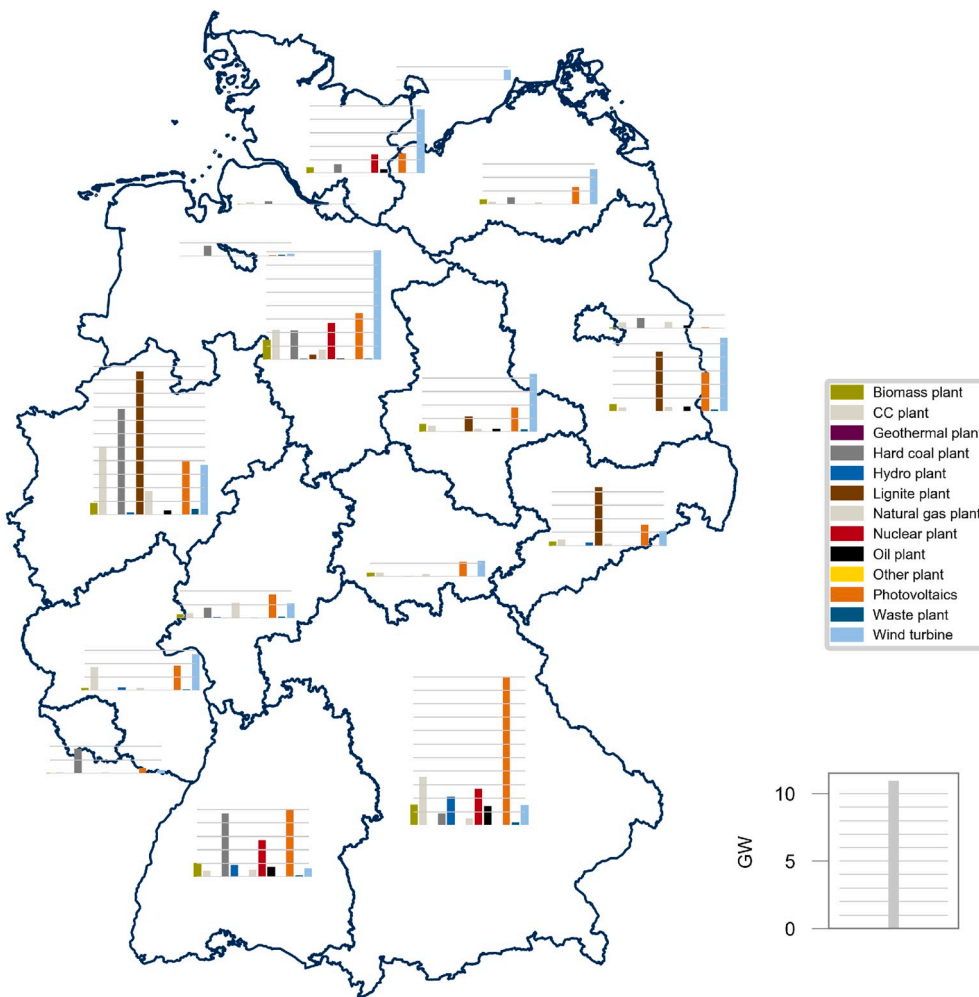 Biomass plant
CC plant
Geothermal plant
Hard coal plant
Hydro plant
Lignite plant
Natural gas plant
Nuclear plant
Oil plant
Other plant
Photovoltaics
Waste plant
Wind turbine
10
GW
5
0